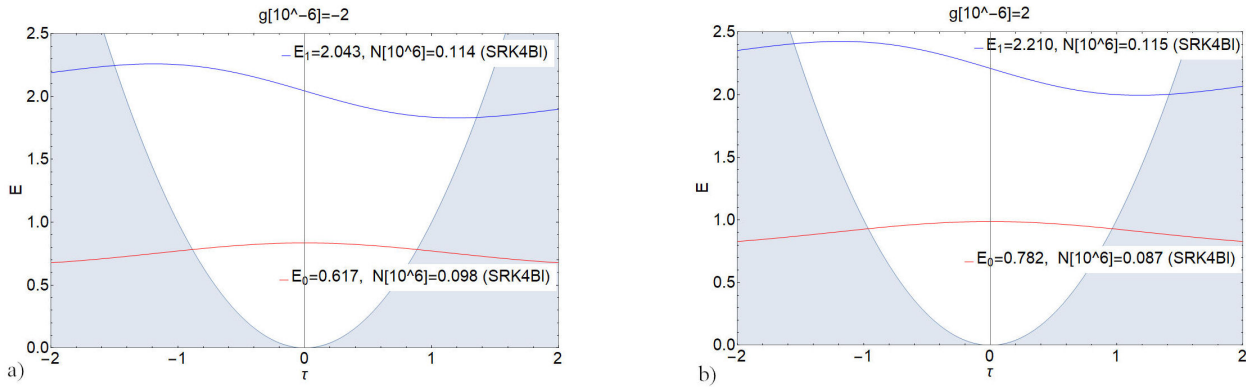 g[10^-6]=-2
E₁=2.043, N[10^6]=0.114 (SRK4BI)
E₀=0.617, N[10^6]=0.098 (SRK4BI)
2.5
2.0
1.5
1.0
0.5
0.0
E
-2
-1
0
1
2
τ
a)
g[10^-6]=2
E₁=2.210, N[10^6]=0.115 (SRK4BI)
E₀=0.782, N[10^6]=0.087 (SRK4BI)
2.5
2.0
1.5
1.0
0.5
0.0
E
-2
-1
0
1
2
τ
b)